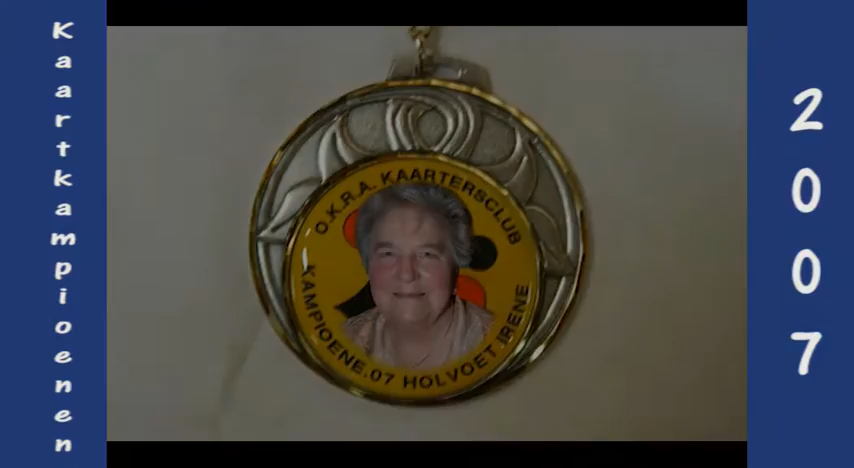 Kaartkampioenen
O.K.R.A. KAARTERSCLUB
KAMPIOENE.07 HOLVOET.IRENE
2007